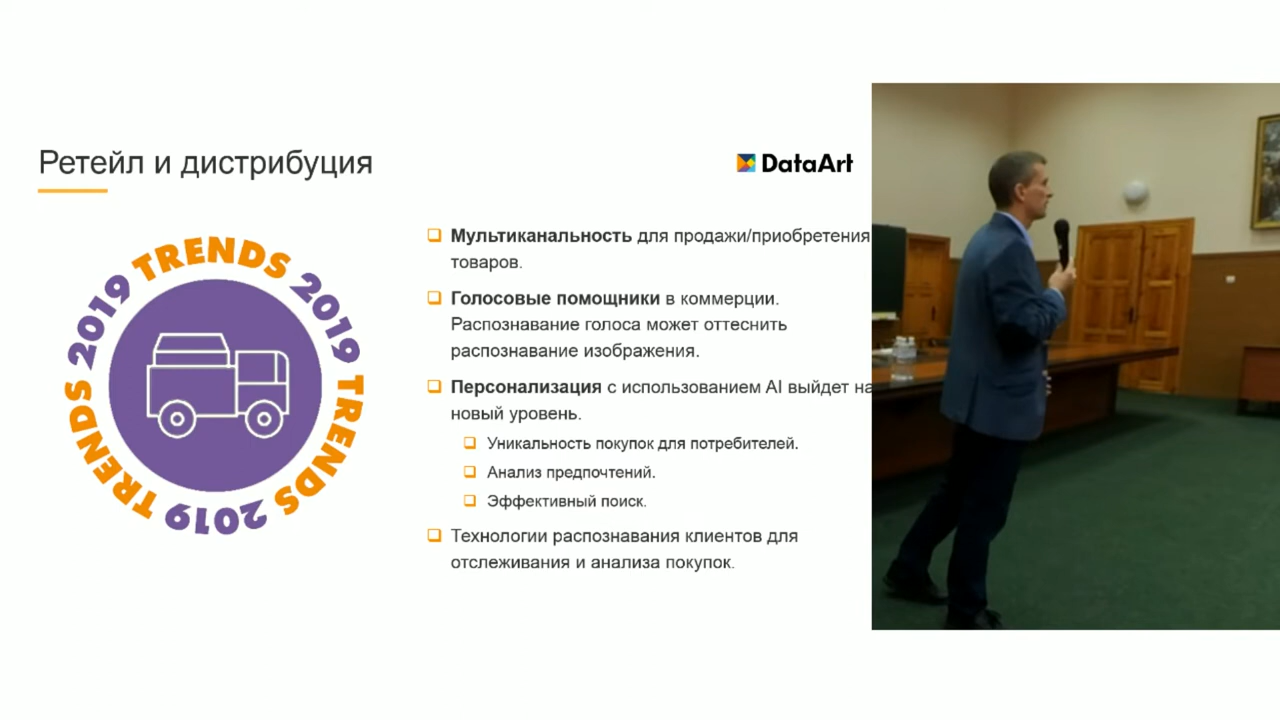 Ретейл и дистрибуция
DataArt
TRENDS 2019 TRENDS 2019 TRENDS 2019
Мультиканальность для продажи/приобретения
товаров.
Голосовые помощники в коммерции.
Распознавание голоса может оттеснить
распознавание изображения.
Персонализация с использованием AI выйдет на
новый уровень.
Уникальность покупок для потребителей.
Анализ предпочтений.
Эффективный поиск.
Технологии распознавания клиентов для
отслеживания и анализа покупок.